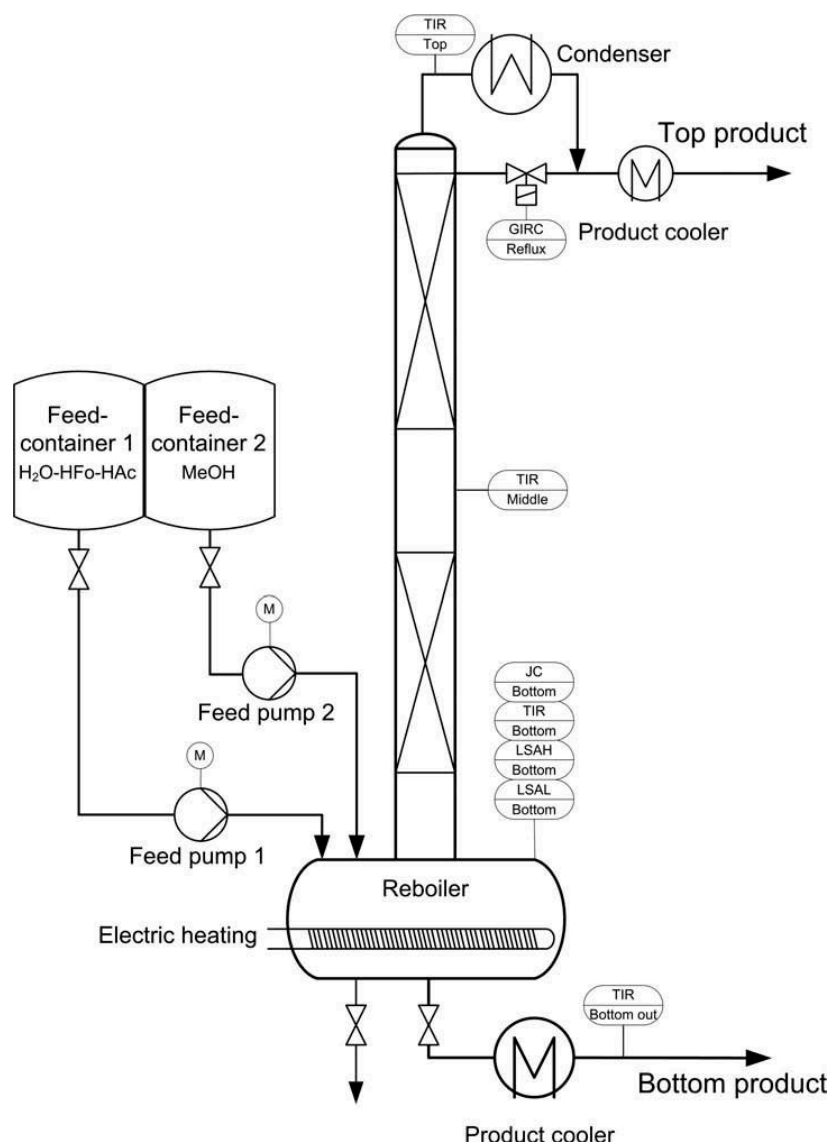 TIR
Top
Condenser
Top product
GIRC
Reflux
Product cooler
Feed-
container 1
H₂O-HFo-HAc
Feed-
container 2
MeOH
TIR
Middle
M
Feed pump 2
JC
Bottom
TIR
Bottom
LSAH
Bottom
LSAL
Bottom
M
Feed pump 1
Reboiler
Electric heating
TIR
Bottom out
Bottom product
Product cooler